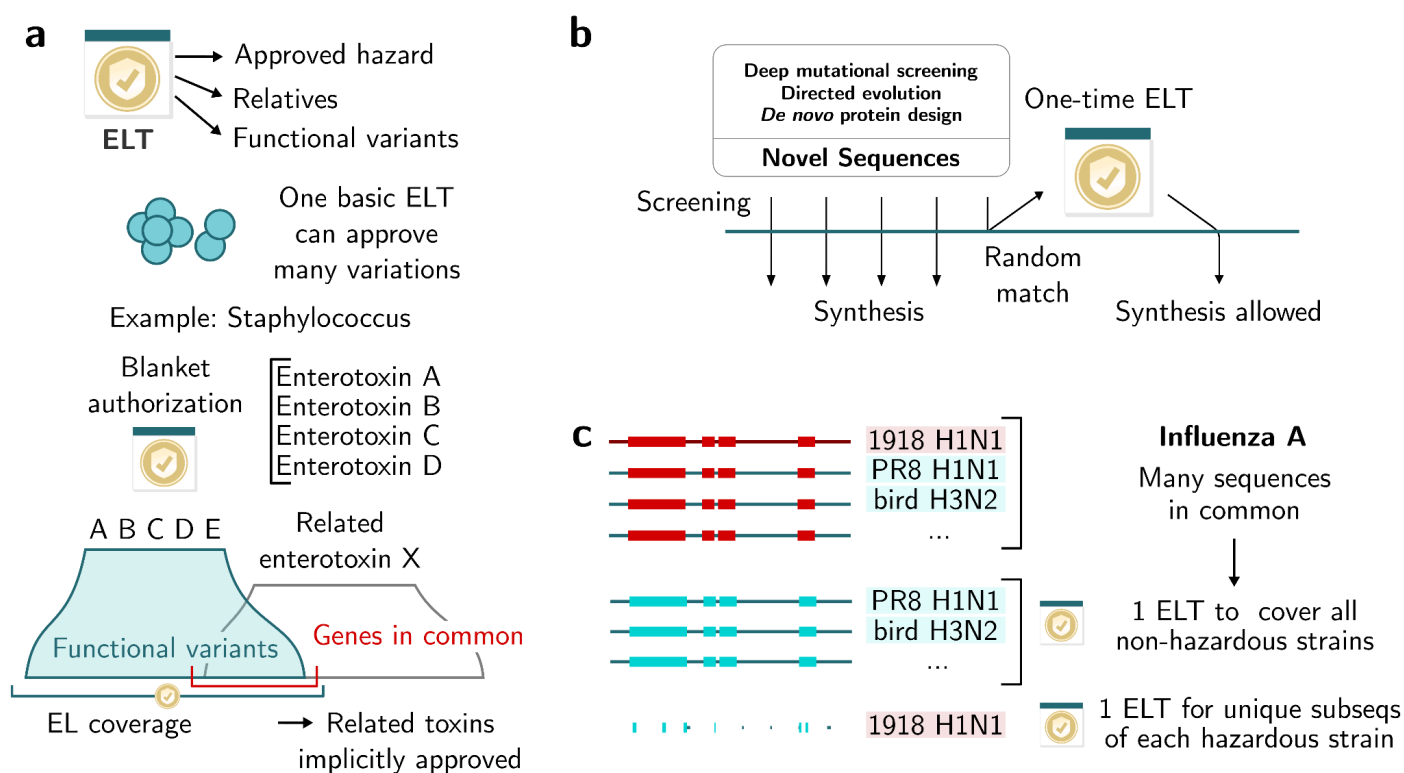 a
Approved hazard
Relatives
Functional variants
ELT
One basic ELT
can approve
many variations
Example: Staphylococcus
Blanket
authorization
Enterotoxin A
Enterotoxin B
Enterotoxin C
Enterotoxin D
A B C D E
Related
enterotoxin X
Functional variants
Genes in common
EL coverage
Related toxins
implicitly approved
b
Deep mutational screening
Directed evolution
De novo protein design
Novel Sequences
One-time ELT
Screening
Random
match
Synthesis
Synthesis allowed
c
1918 H1N1
PR8 H1N1
bird H3N2
...
PR8 H1N1
bird H3N2
...
1918 H1N1
Influenza A
Many sequences
in common
1 ELT to cover all
non-hazardous strains
1 ELT for unique subseqs
of each hazardous strain